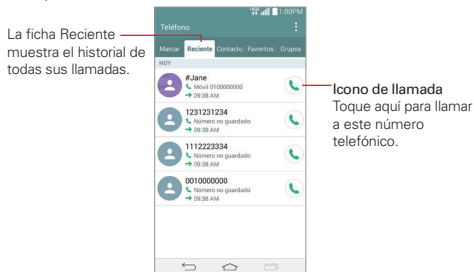 La ficha Reciente
muestra el historial de
todas sus llamadas.
1:00PM
Teléfono
Marcar Reciente Contacto Favoritos Grupos
HOY
#Jane
Móvil 0100000000
09:38 AM
1231231234
Número no guardado
09:38 AM
1112223334
Número no guardado
09:38 AM
0010000000
Número no guardado
09:38 AM
Icono de llamada
Toque aquí para llamar
a este número
telefónico.